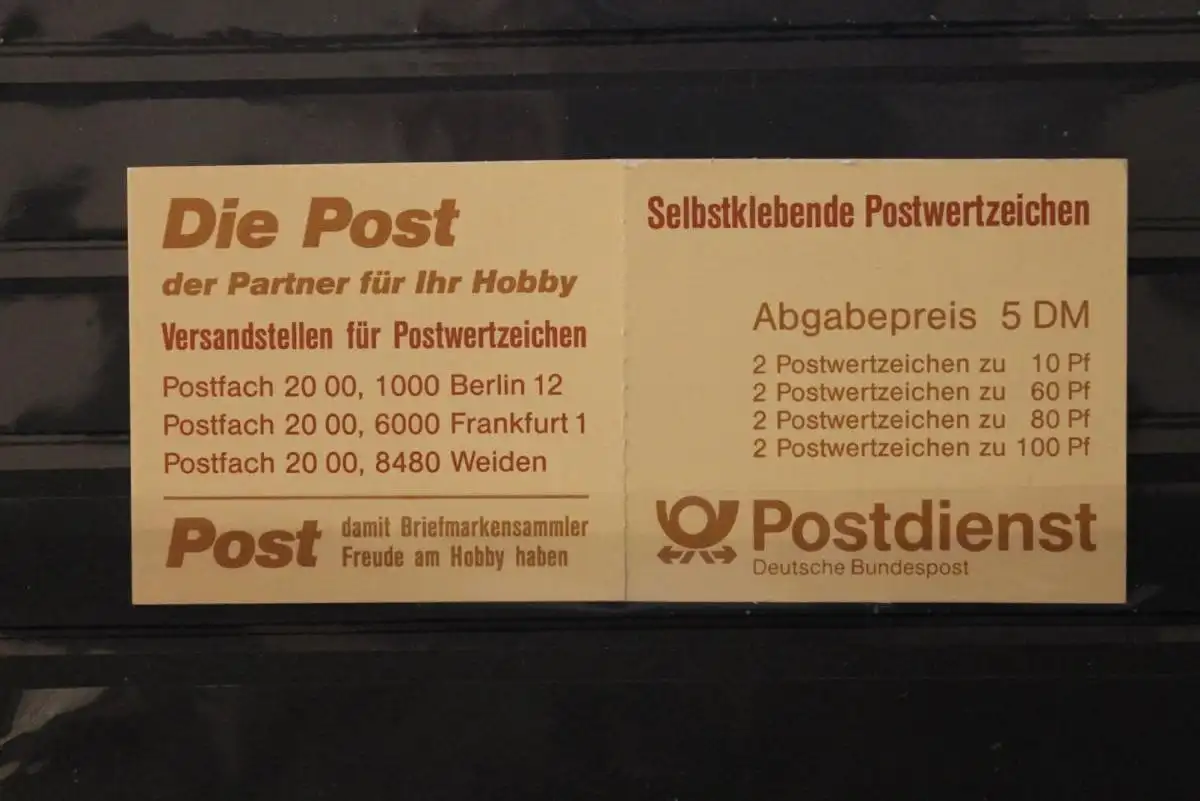 Die Post
der Partner für Ihr Hobby
Versandstellen für Postwertzeichen
Postfach 20 00, 1000 Berlin 12
Postfach 20 00, 6000 Frankfurt 1
Postfach 20 00, 8480 Weiden
Post damit Briefmarkensammler
Freude am Hobby haben
Selbstklebende Postwertzeichen
Abgabepreis 5 DM
2 Postwertzeichen zu 10 Pf
2 Postwertzeichen zu 60 Pf
2 Postwertzeichen zu 80 Pf
2 Postwertzeichen zu 100 Pf
Postdienst
Deutsche Bundespost